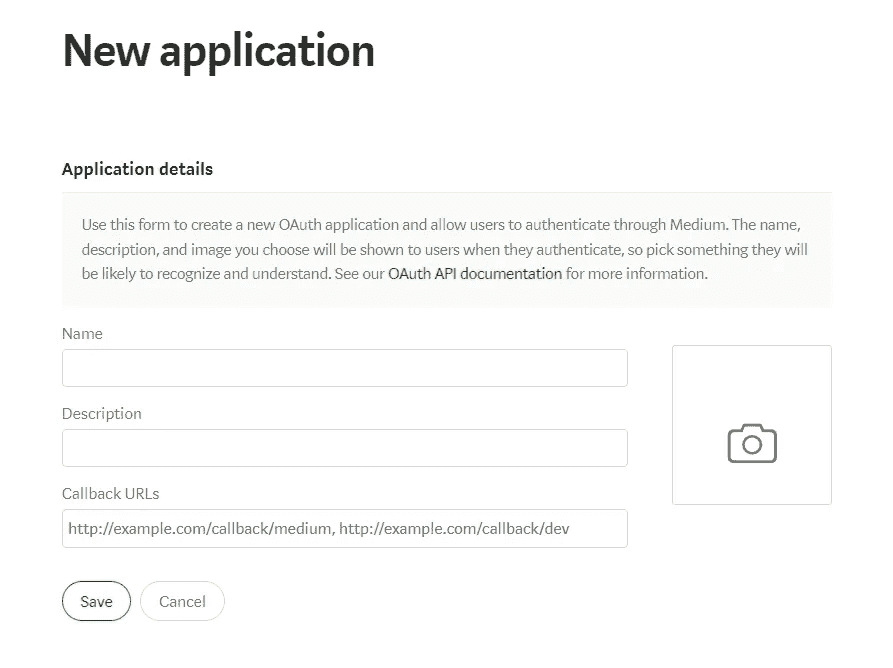 New application
Application details
Use this form to create a new OAuth application and allow users to authenticate through Medium. The name,
description, and image you choose will be shown to users when they authenticate, so pick something they will
be likely to recognize and understand. See our OAuth API documentation for more information.
Name
Description
Callback URLs
http://example.com/callback/medium, http://example.com/callback/dev
Save
Cancel